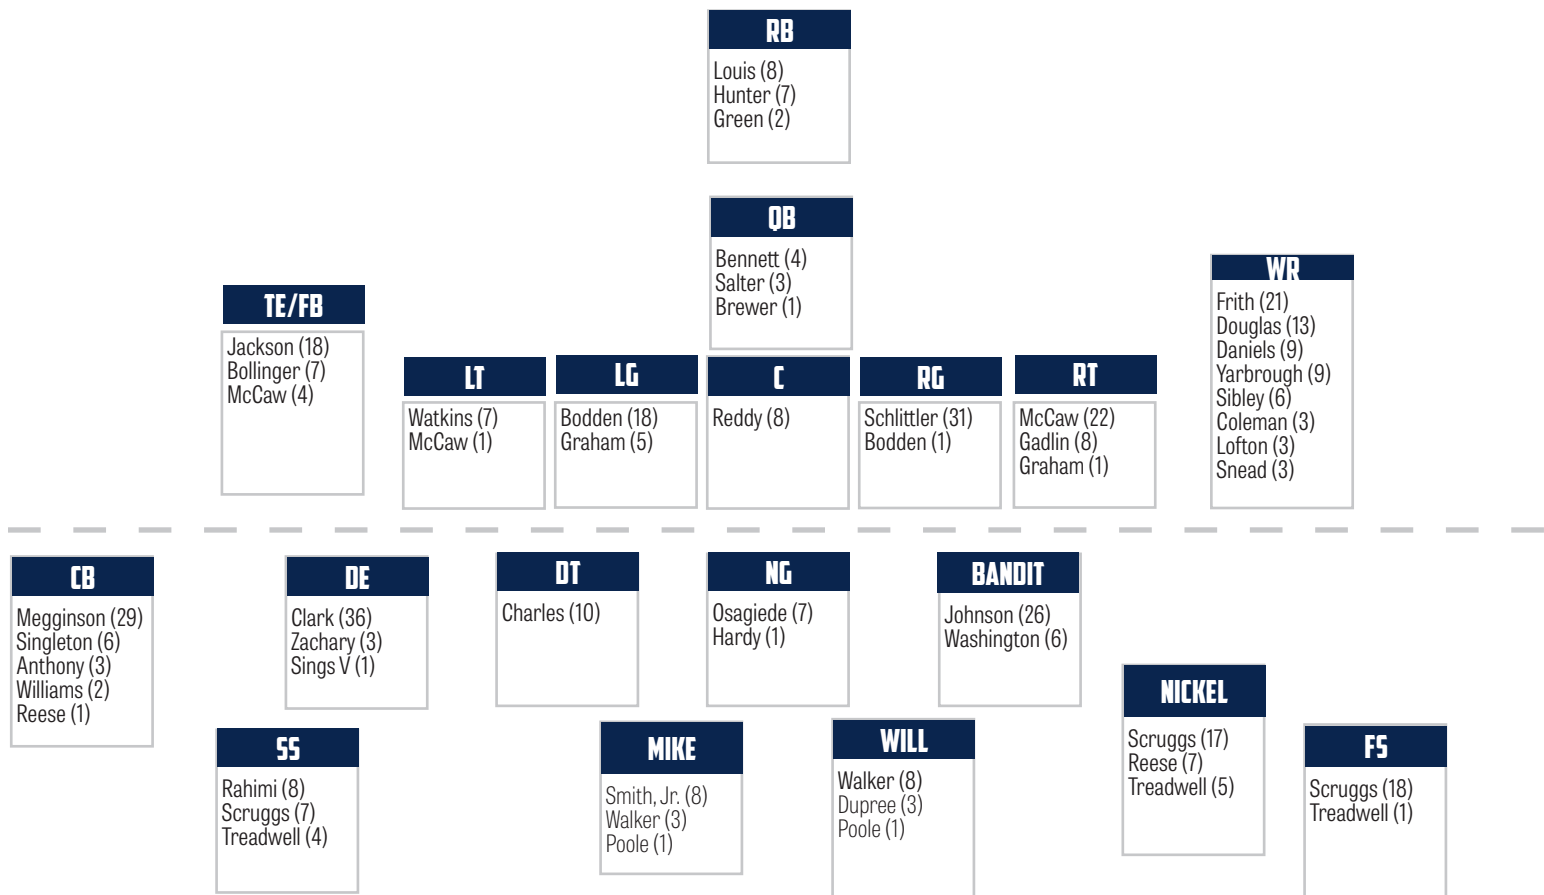 RB
Louis (8)
Hunter (7)
Green (2)
QB
Bennett (4)
Salter (3)
Brewer (1)
TE/FB
Jackson (18)
Bollinger (7)
McCaw (4)
LT
Watkins (7)
McCaw (1)
LG
Bodden (18)
Graham (5)
C
Reddy (8)
RG
Schlittler (31)
Bodden (1)
RT
McCaw (22)
Gadlin (8)
Graham (1)
WR
Frith (21)
Douglas (13)
Daniels (9)
Yarbrough (9)
Sibley (6)
Coleman (3)
Lofton (3)
Snead (3)
CB
Megginson (29)
Singleton (6)
Anthony (3)
Williams (2)
Reese (1)
DE
Clark (36)
Zachary (3)
Sings V (1)
DT
Charles (10)
NG
Osagiede (7)
Hardy (1)
BANDIT
Johnson (26)
Washington (6)
NICKEL
Scruggs (17)
Reese (7)
Treadwell (5)
SS
Rahimi (8)
Scruggs (7)
Treadwell (4)
MIKE
Smith, Jr. (8)
Walker (3)
Poole (1)
WILL
Walker (8)
Dupree (3)
Poole (1)
FS
Scruggs (18)
Treadwell (1)